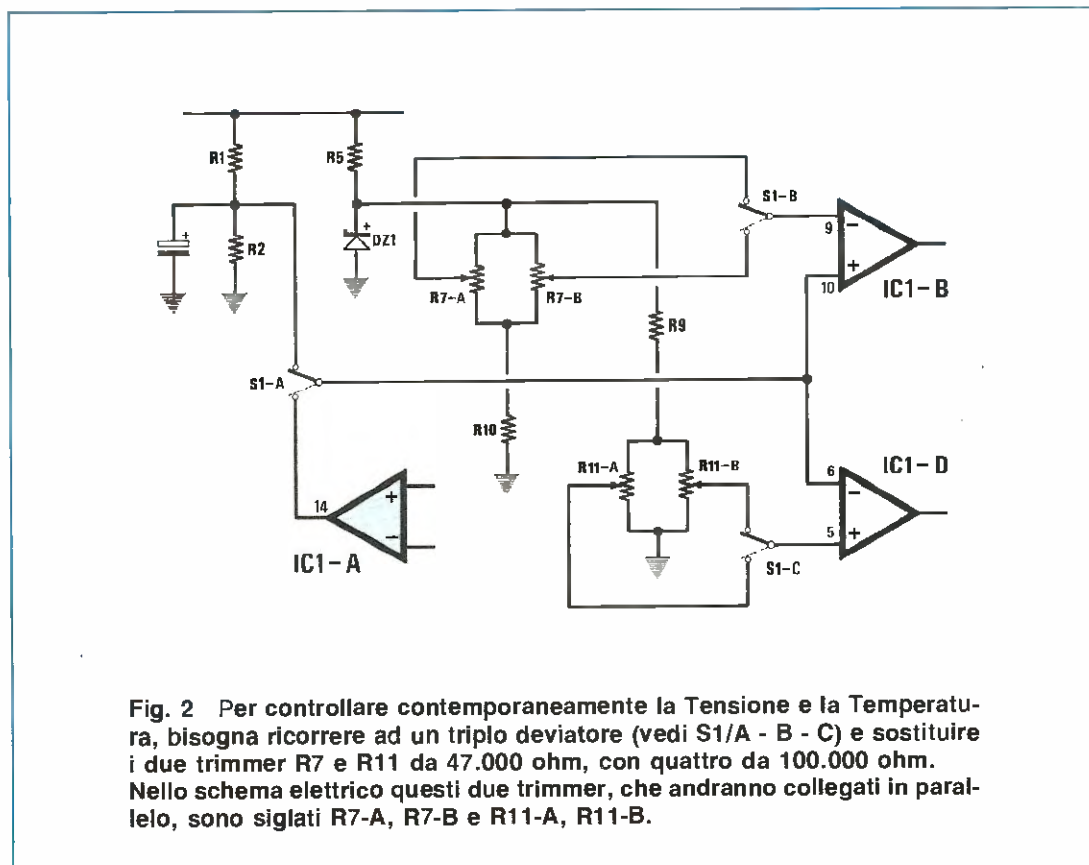 R1
R5
S1-B
+
+
R2
DZ1
9
−
+
10
IC1-B
R7-A
R7-B
R9
S1-A
R10
R11-A
R11-B
IC1-D
6
−
14
+
−
5
+
IC1-A
S1-C
Fig. 2 Per controllare contemporaneamente la Tensione e la Temperatu-
ra, bisogna ricorrere ad un triplo deviatore (vedi S1/A - B - C) e sostituire
i due trimmer R7 e R11 da 47.000 ohm, con quattro da 100.000 ohm.
Nello schema elettrico questi due trimmer, che andranno collegati in paral-
lelo, sono siglati R7-A, R7-B e R11-A, R11-B.